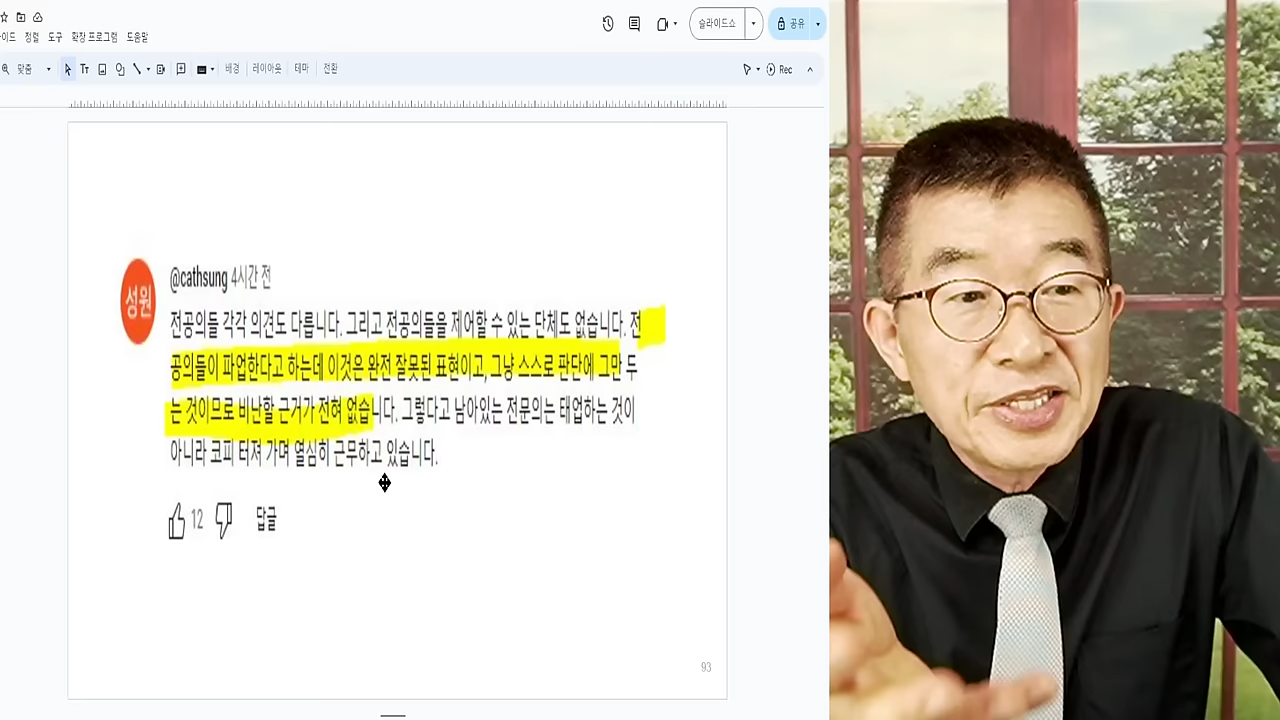 이드 정렬 도구 확장 프로그램 도움말
슬라이드쇼
공유
맞춤
Tr
배경 레이아웃 테마 전환
Rec
성원
@cathsung 4시간 전
전공의들 각각 의견도 다릅니다. 그리고 전공의들을 제어할 수 있는 단체도 없습니다. 전
공의들이 파업한다고 하는데 이것은 완전 잘못된 표현이고, 그냥 스스로 판단에 그만 두
는 것이므로 비난할 근거가 전혀 없습니다. 그렇다고 남아있는 전문의는 태업하는 것이
아니라 코피 터져 가며 열심히 근무하고 있습니다.
12 답글
93